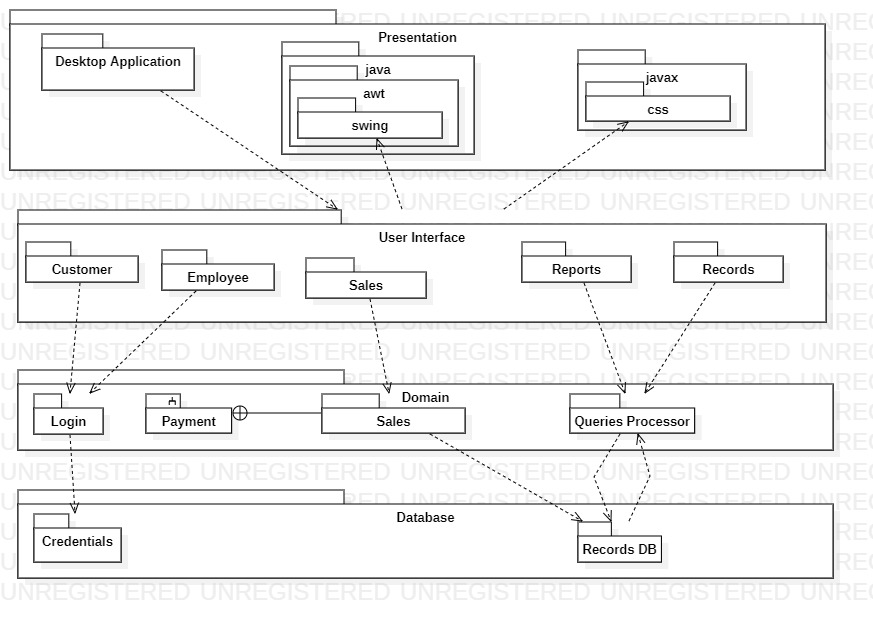 Presentation
Desktop Application
java
awt
swing
javax
css
User Interface
Customer
Employee
Sales
Reports
Records
Domain
Login
Payment
Sales
Queries Processor
Database
Credentials
Records DB
UNREGISTERED UNREGISTERED UNREGISTERED UNREGISTERED UNREGISTERED